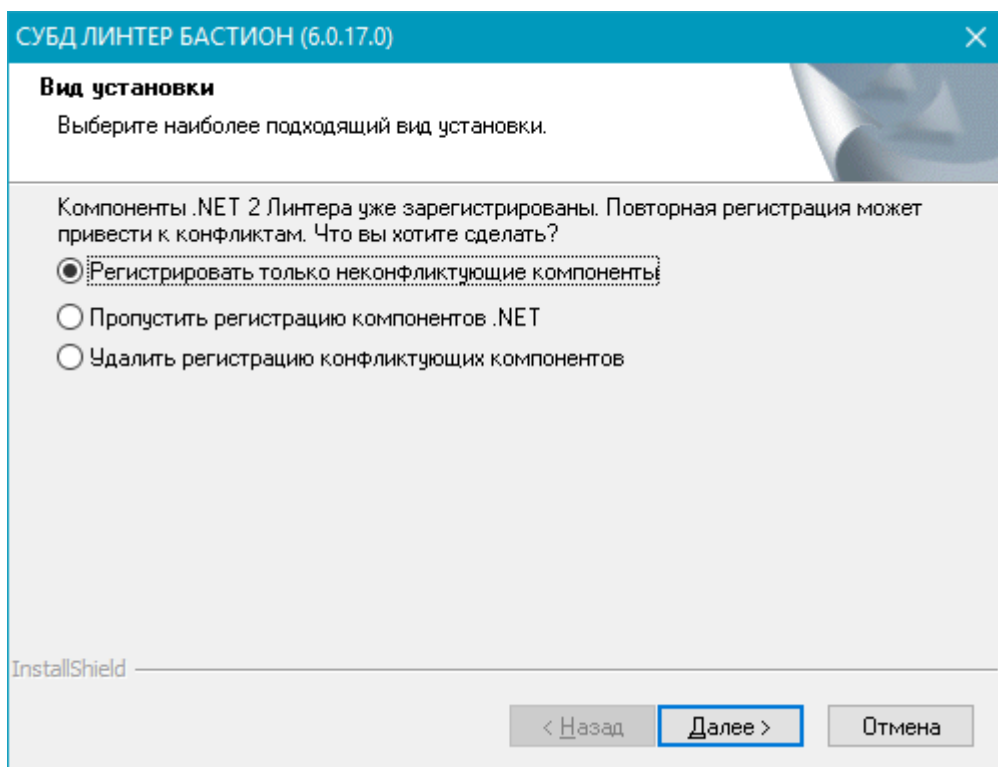 СУБД ЛИНТЕР БАСТИОН (6.0.17.0)
Вид установки
Выберите наиболее подходящий вид установки.
Компоненты .NET 2 Линтера уже зарегистрированы. Повторная регистрация может
привести к конфликтам. Что вы хотите сделать?
Регистрировать только неконфликтующие компоненты
Пропустить регистрацию компонентов .NET
Удалить регистрацию конфликтующих компонентов
InstallShield
< Назад Далее > Отмена